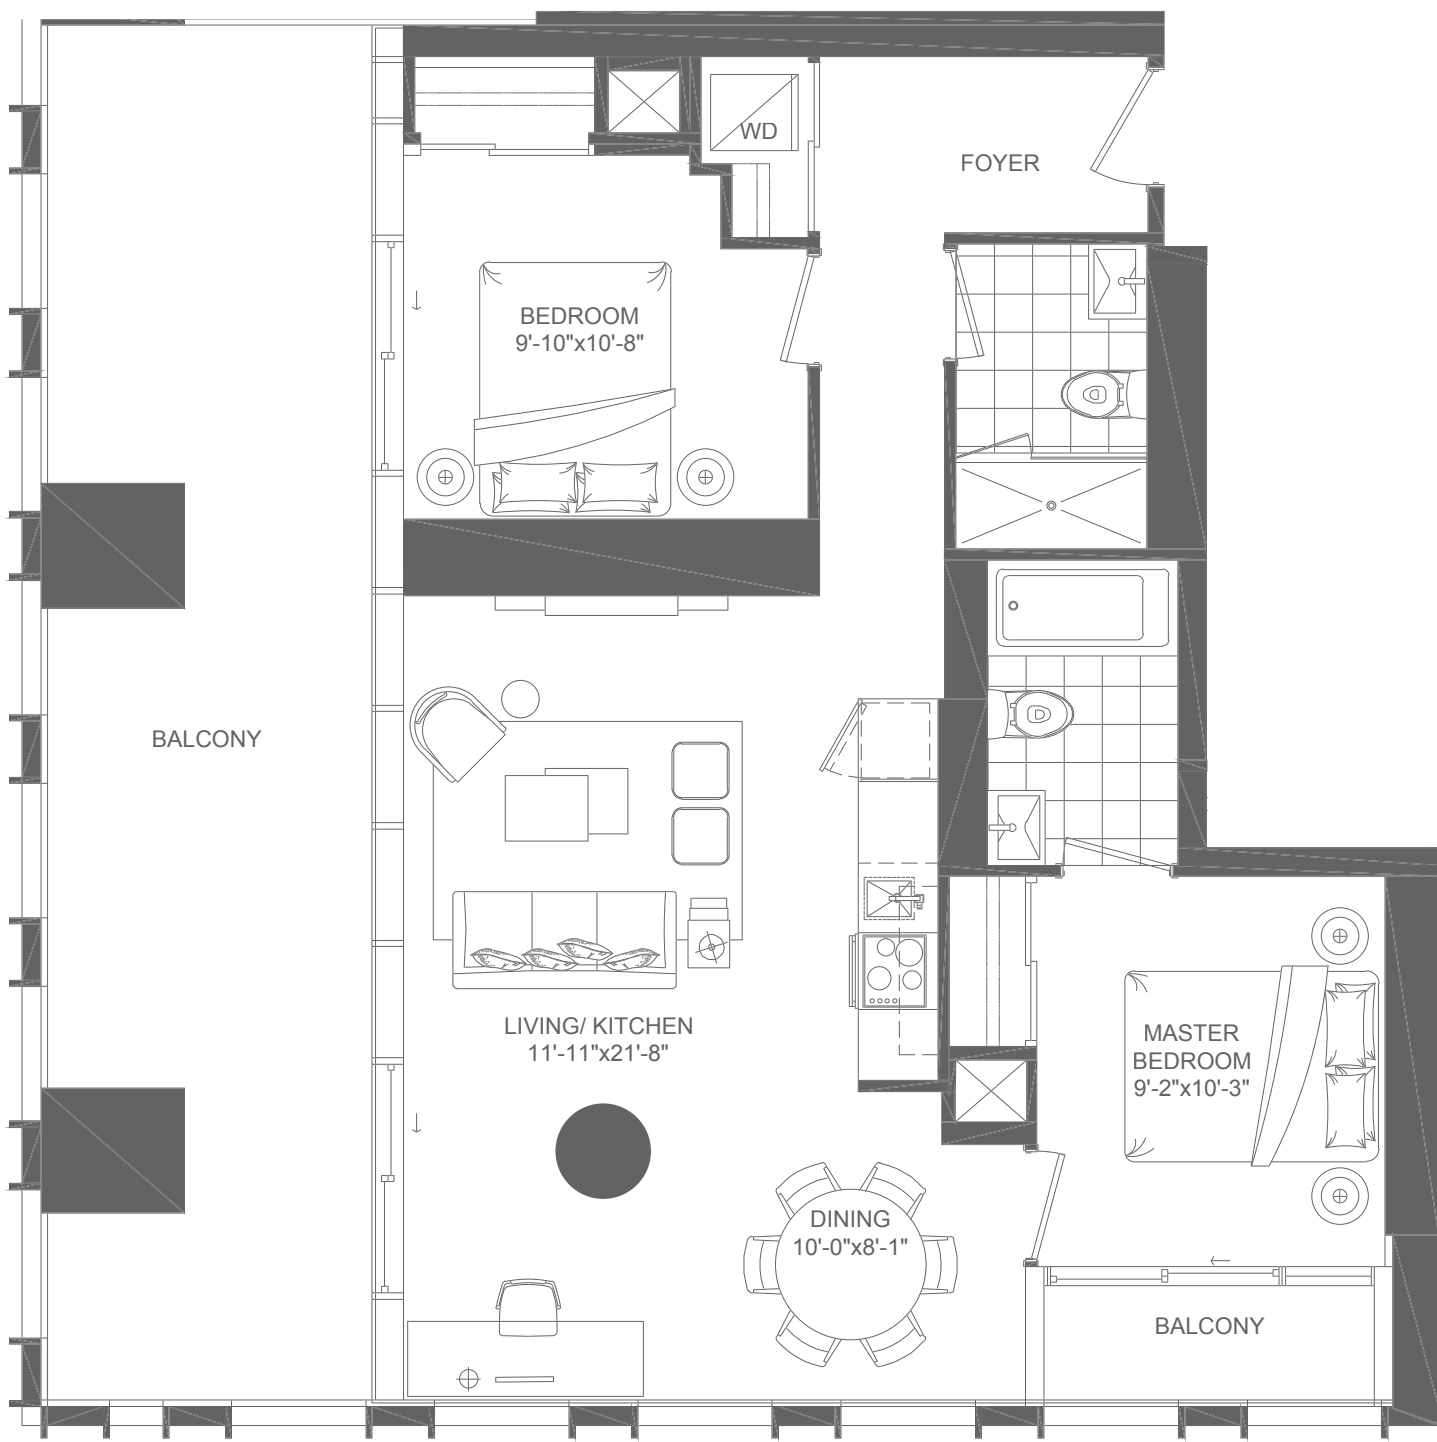 WD
FOYER
BEDROOM
9'-10"x10'-8"
BALCONY
LIVING/ KITCHEN
11'-11"x21'-8"
MASTER
BEDROOM
9'-2"x10'-3"
DINING
10'-0"x8'-1"
BALCONY